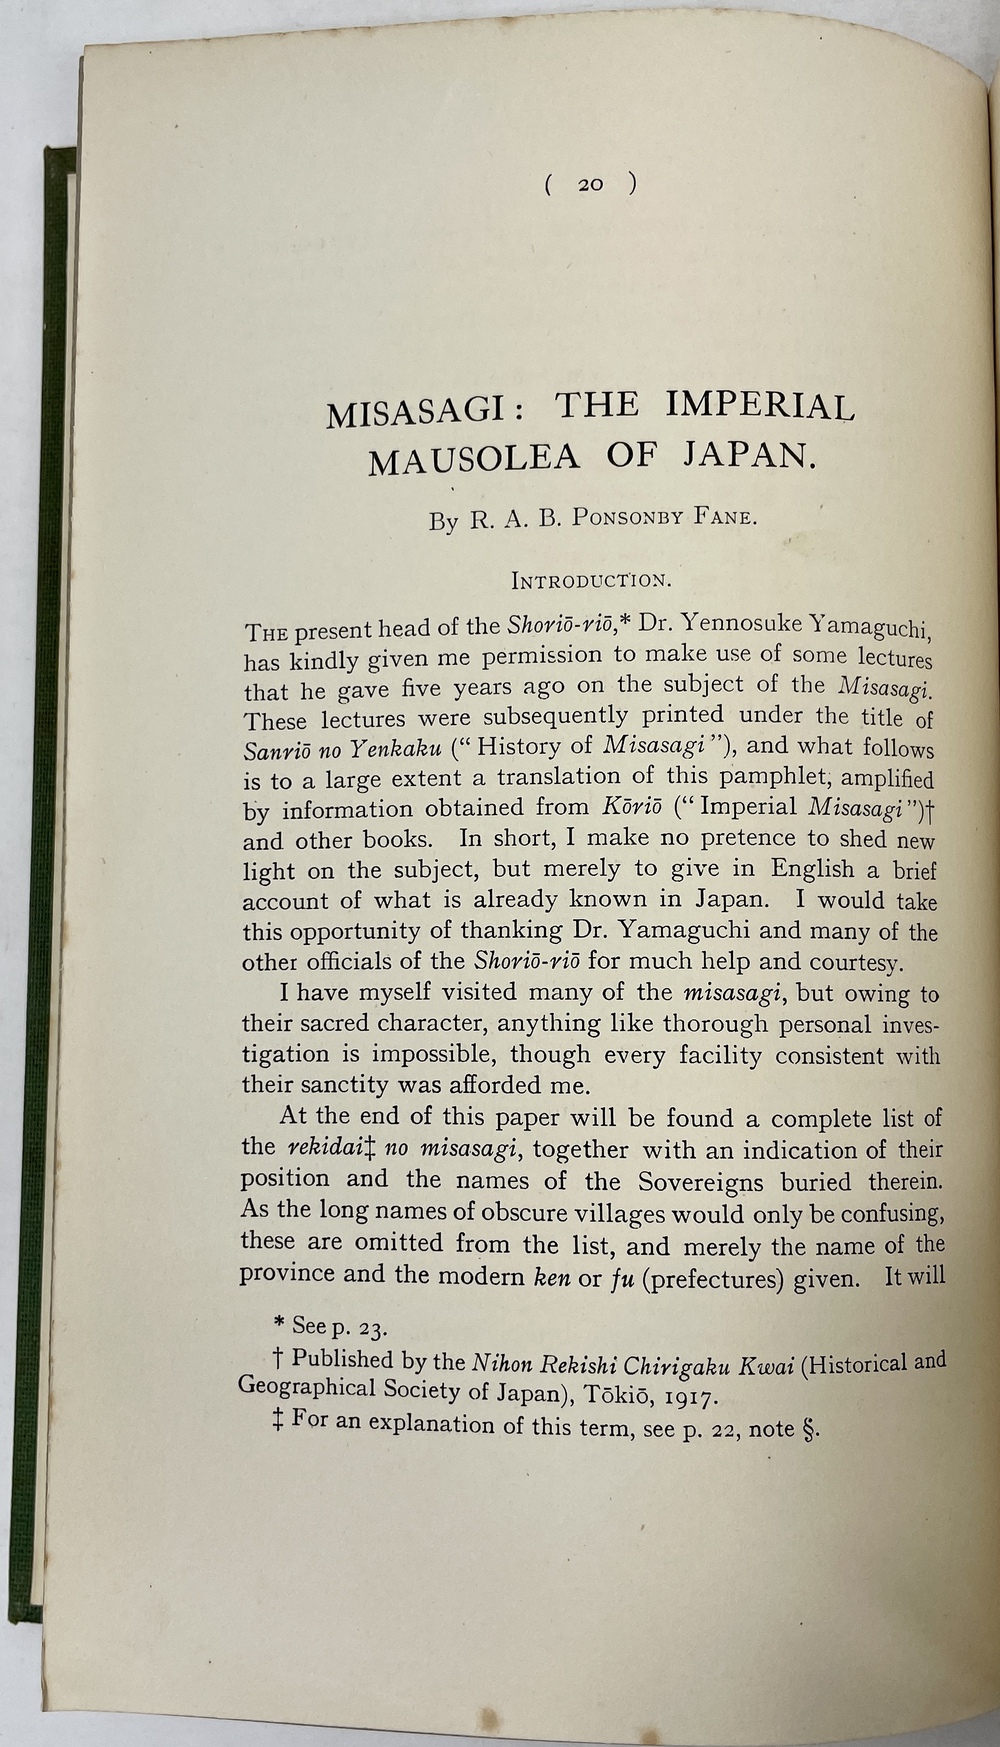 ( 20 )
MISASAGI: THE IMPERIAL
MAUSOLEA OF JAPAN.
By R. A. B. PONSONBY FANE.
INTRODUCTION.
THE present head of the Shoriō-riō,* Dr. Yennosuke Yamaguchi,
has kindly given me permission to make use of some lectures
that he gave five years ago on the subject of the Misasagi.
These lectures were subsequently printed under the title of
Sanriō no Yenkaku (“History of Misasagi”), and what follows
is to a large extent a translation of this pamphlet, amplified
by information obtained from Kōriō (“Imperial Misasagi”)†
and other books. In short, I make no pretence to shed new
light on the subject, but merely to give in English a brief
account of what is already known in Japan. I would take
this opportunity of thanking Dr. Yamaguchi and many of the
other officials of the Shoriō-riō for much help and courtesy.
I have myself visited many of the misasagi, but owing to
their sacred character, anything like thorough personal inves-
tigation is impossible, though every facility consistent with
their sanctity was afforded me.
At the end of this paper will be found a complete list of
the rekidai‡ no misasagi, together with an indication of their
position and the names of the Sovereigns buried therein.
As the long names of obscure villages would only be confusing,
these are omitted from the list, and merely the name of the
province and the modern ken or fu (prefectures) given. It will
* See p. 23.
† Published by the Nihon Rekishi Chirigaku Kwai (Historical and
Geographical Society of Japan), Tōkiō, 1917.
‡ For an explanation of this term, see p. 22, note §.